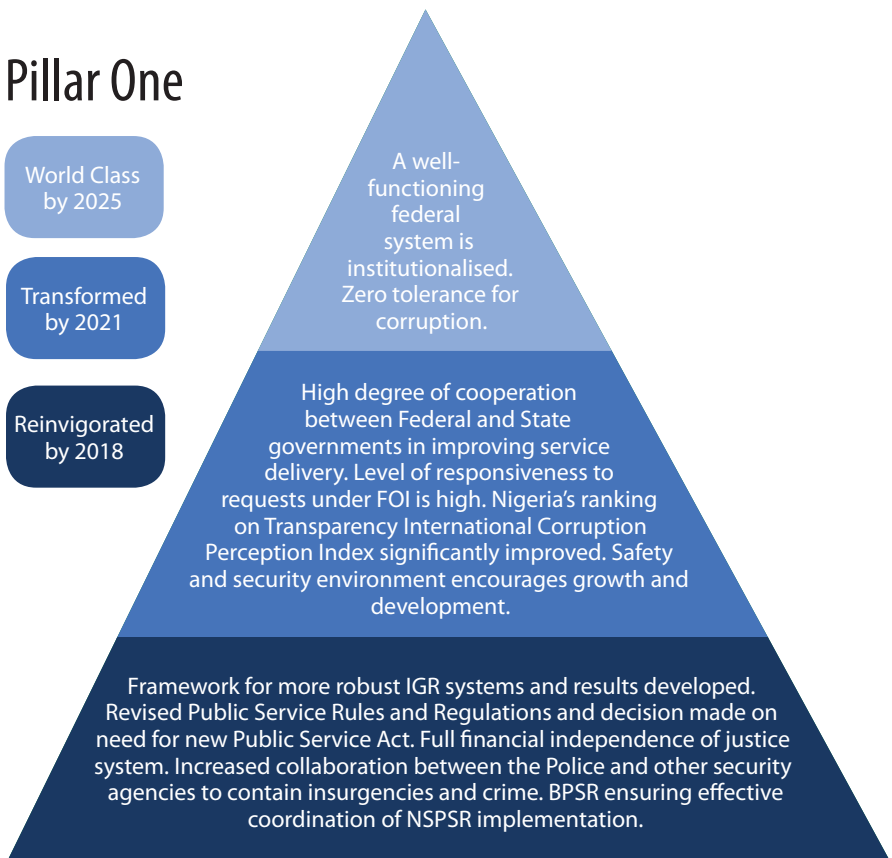 Pillar One
World Class
by 2025
Transformed
by 2021
Reinvigorated
by 2018
A well-
functioning
federal
system is
institutionalised.
Zero tolerance for
corruption.
High degree of cooperation
between Federal and State
governments in improving service
delivery. Level of responsiveness to
requests under FOI is high. Nigeria’s ranking
on Transparency International Corruption
Perception Index significantly improved. Safety
and security environment encourages growth and
development.
Framework for more robust IGR systems and results developed.
Revised Public Service Rules and Regulations and decision made on
need for new Public Service Act. Full financial independence of justice
system. Increased collaboration between the Police and other security
agencies to contain insurgencies and crime. BPSR ensuring effective
coordination of NSPSR implementation.